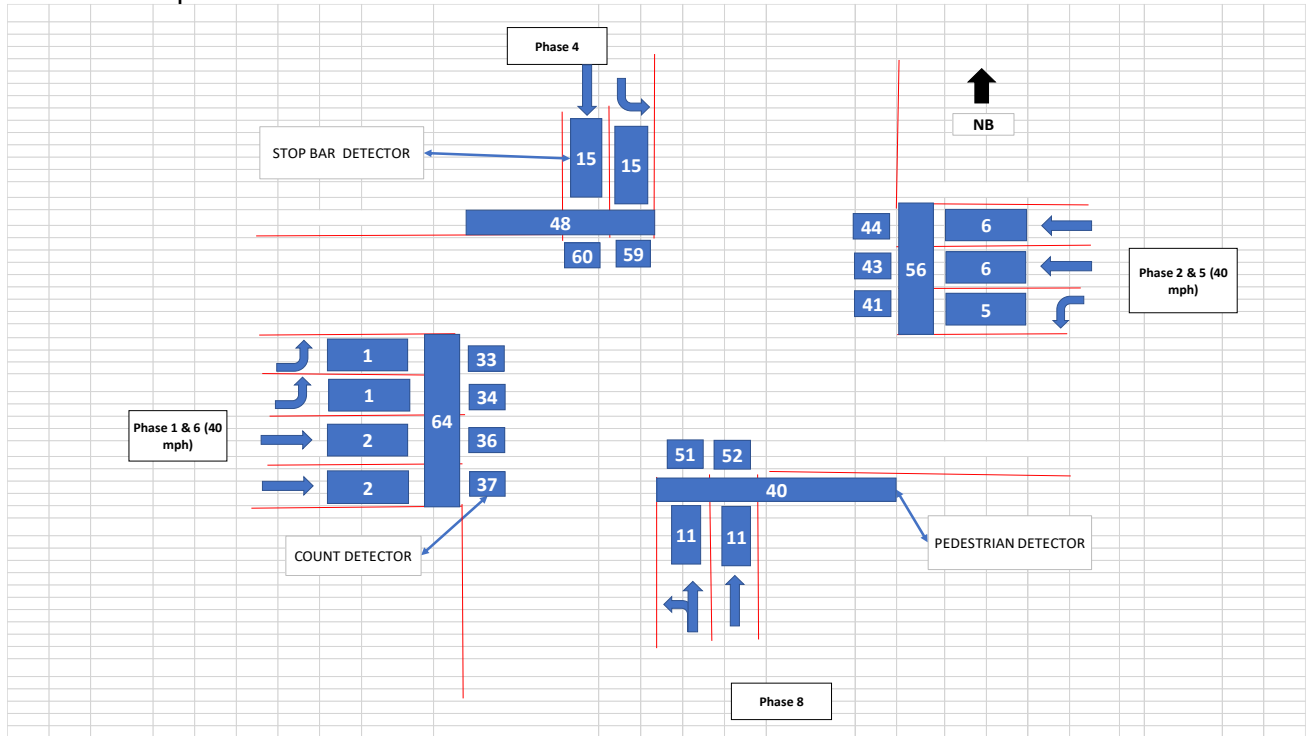 Phase 4
NB
STOP BAR DETECTOR
15
15
48
60
59
44
6
43
56
6
41
5
Phase 2 & 5 (40
mph)
1
33
1
34
64
Phase 1 & 6 (40
mph)
2
36
2
37
51
52
40
11
11
COUNT DETECTOR
PEDESTRIAN DETECTOR
Phase 8